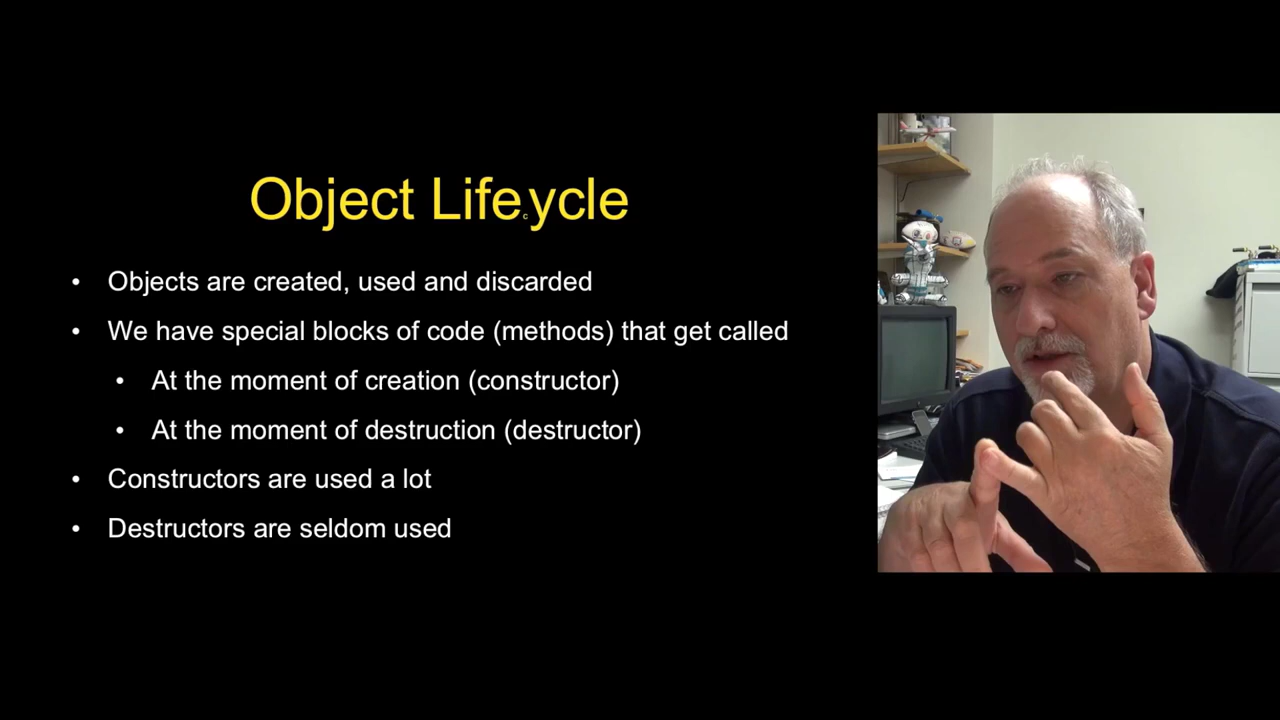 Object Lifecycle
• Objects are created, used and discarded
• We have special blocks of code (methods) that get called
• At the moment of creation (constructor)
• At the moment of destruction (destructor)
• Constructors are used a lot
• Destructors are seldom used